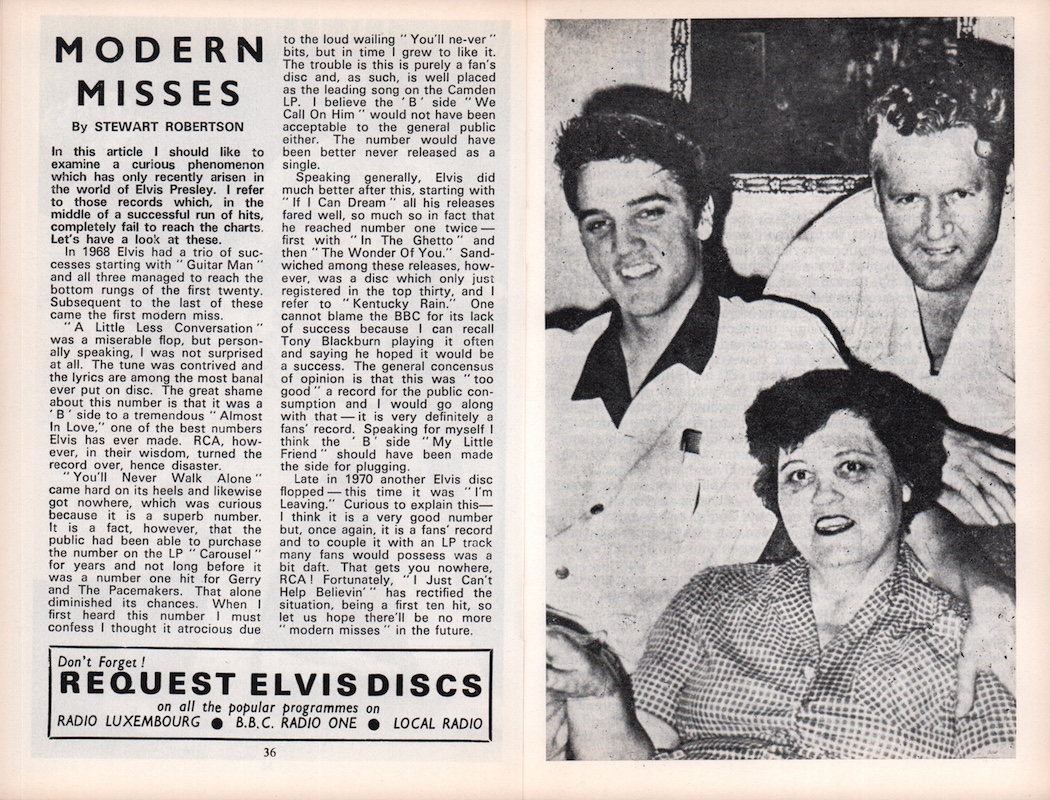 MODERN
MISSES
By STEWART ROBERTSON
In this article I should like to
examine a curious phenomenon
which has only recently arisen in
the world of Elvis Presley. I refer
to those records which, in the
middle of a successful run of hits,
completely fail to reach the charts.
Let's have a look at these.
In 1968 Elvis had a trio of suc-
cesses starting with " Guitar Man "
and all three managed to reach the
bottom rungs of the first twenty.
Subsequent to the last of these
came the first modern miss.
" A Little Less Conversation "
was a miserable flop, but person-
ally speaking, I was not surprised
at all. The tune was contrived and
the lyrics are among the most banal
ever put on disc. The great shame
about this number is that it was a
' B ' side to a tremendous " Almost
In Love," one of the best numbers
Elvis has ever made. RCA, how-
ever, in their wisdom, turned the
record over, hence disaster.
" You'll Never Walk Alone "
came hard on its heels and likewise
got nowhere, which was curious
because it is a superb number.
It is a fact, however, that the
public had been able to purchase
the number on the LP " Carousel "
for years and not long before it
was a number one hit for Gerry
and The Pacemakers. That alone
diminished its chances. When I
first heard this number I must
confess I thought it atrocious due
to the loud wailing " You'll ne-ver "
bits, but in time I grew to like it.
The trouble is this is purely a fan's
disc and, as such, is well placed
as the leading song on the Camden
LP. I believe the ' B ' side " We
Call On Him " would not have been
acceptable to the general public
either. The number would have
been better never released as a
single.
Speaking generally, Elvis did
much better after this, starting with
" If I Can Dream " all his releases
fared well, so much so in fact that
he reached number one twice —
first with " In The Ghetto " and
then " The Wonder Of You." Sand-
wiched among these releases, how-
ever, was a disc which only just
registered in the top thirty, and I
refer to " Kentucky Rain." One
cannot blame the BBC for its lack
of success because I can recall
Tony Blackburn playing it often
and saying he hoped it would be
a success. The general concensus
of opinion is that this was " too
good " a record for the public con-
sumption and I would go along
with that — it is very definitely a
fans' record. Speaking for myself I
think the ' B ' side " My Little
Friend " should have been made
the side for plugging.
Late in 1970 another Elvis disc
flopped — this time it was " I'm
Leaving." Curious to explain this—
I think it is a very good number
but, once again, it is a fans' record
and to couple it with an LP track
many fans would possess was a
bit daft. That gets you nowhere,
RCA! Fortunately, " I Just Can't
Help Believin' " has rectified the
situation, being a first ten hit, so
let us hope there'll be no more
" modern misses " in the future.
Don't Forget !
REQUEST ELVIS DISCS
on all the popular programmes on
RADIO LUXEMBOURG ● B.B.C. RADIO ONE ● LOCAL RADIO
36